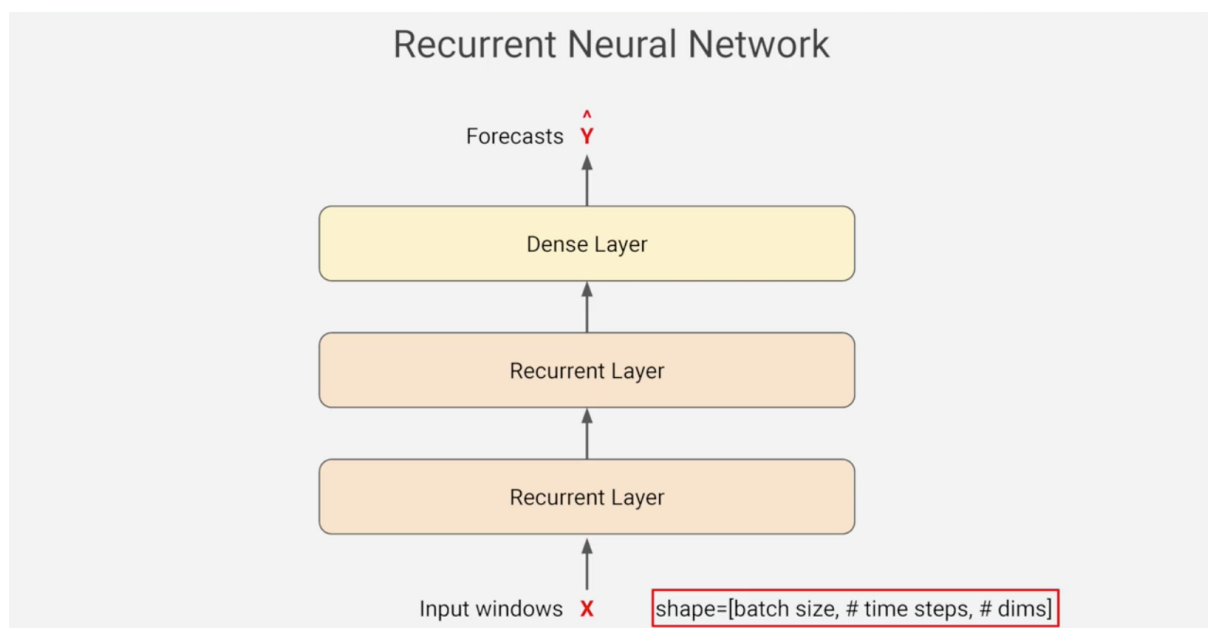 Recurrent Neural Network
Forecasts Ŷ
Dense Layer
Recurrent Layer
Recurrent Layer
Input windows X shape=[batch size, # time steps, # dims]